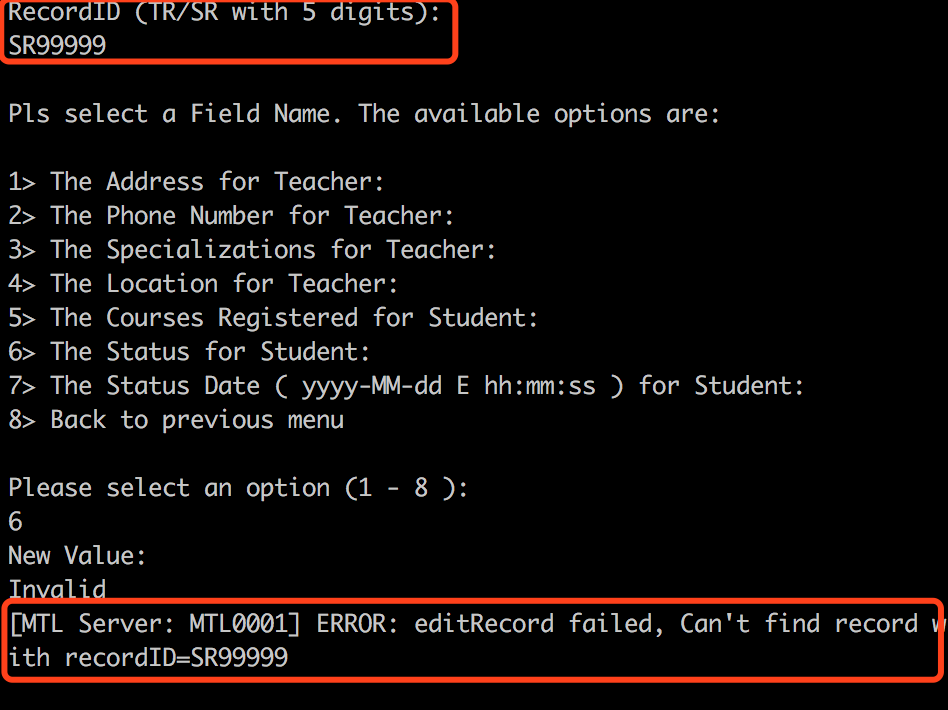 RecordID (TR/SR with 5 digits):
SR99999
Pls select a Field Name. The available options are:
1> The Address for Teacher:
2> The Phone Number for Teacher:
3> The Specializations for Teacher:
4> The Location for Teacher:
5> The Courses Registered for Student:
6> The Status for Student:
7> The Status Date ( yyyy-MM-dd E hh:mm:ss ) for Student:
8> Back to previous menu
Please select an option (1 - 8 ):
6
New Value:
Invalid
[MTL Server: MTL0001] ERROR: editRecord failed, Can't find record w
ith recordID=SR99999